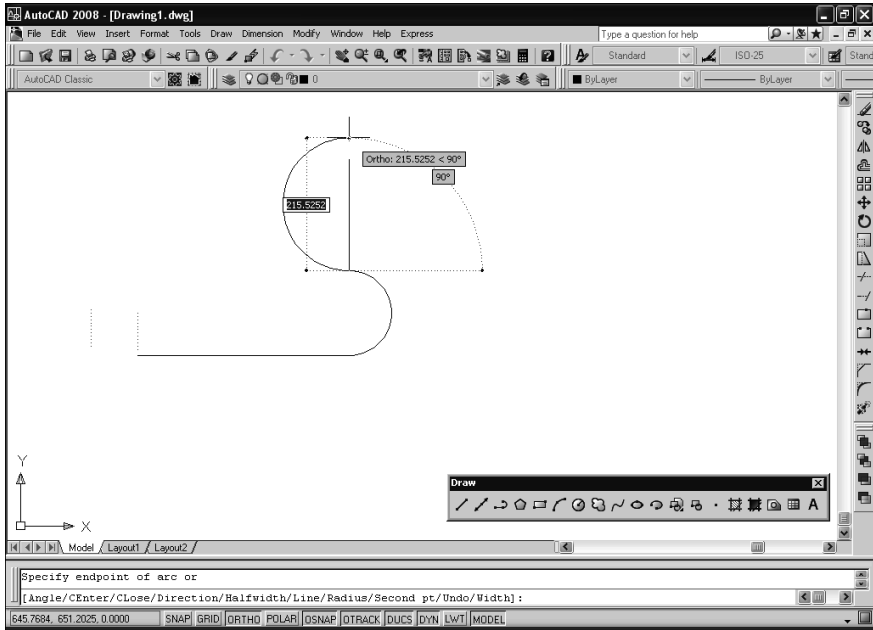 AutoCAD 2008 - [Drawing1.dwg]
File Edit View Insert Format Tools Draw Dimension Modify Window Help Express
Type a question for help
Standard
ISO-25
Stand
AutoCAD Classic
0
ByLayer
ByLayer
Ortho: 215.5252 < 90°
90°
215.5252
Y
X
Draw
A
Model Layout1 Layout2
Specify endpoint of arc or
[Angle/CEnter/CLose/Direction/Halfwidth/Line/Radius/Second pt/Undo/Width]:
645.7684, 651.2025, 0.0000 SNAP GRID ORTHO POLAR OSNAP OTRACK DUCS DYN LWT MODEL